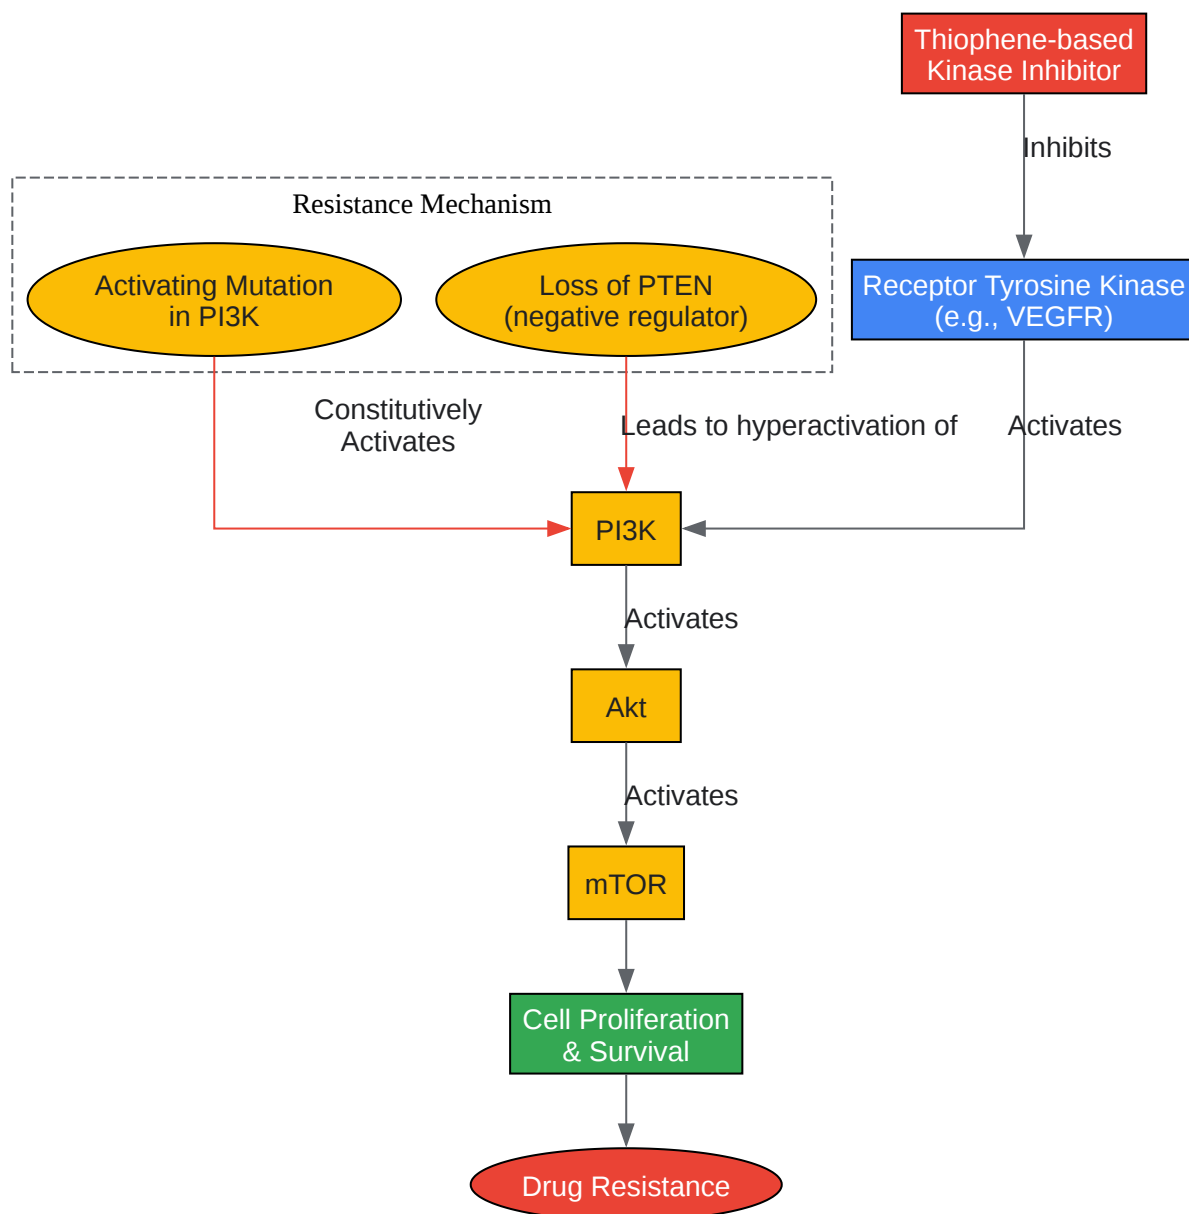 Thiophene-based
Kinase Inhibitor
Inhibits
Resistance Mechanism
Activating Mutation
in PI3K
Loss of PTEN
(negative regulator)
Receptor Tyrosine Kinase
(e.g., VEGFR)
Constitutively
Activates
Leads to hyperactivation of
Activates
PI3K
Activates
Akt
Activates
mTOR
Cell Proliferation
& Survival
Drug Resistance